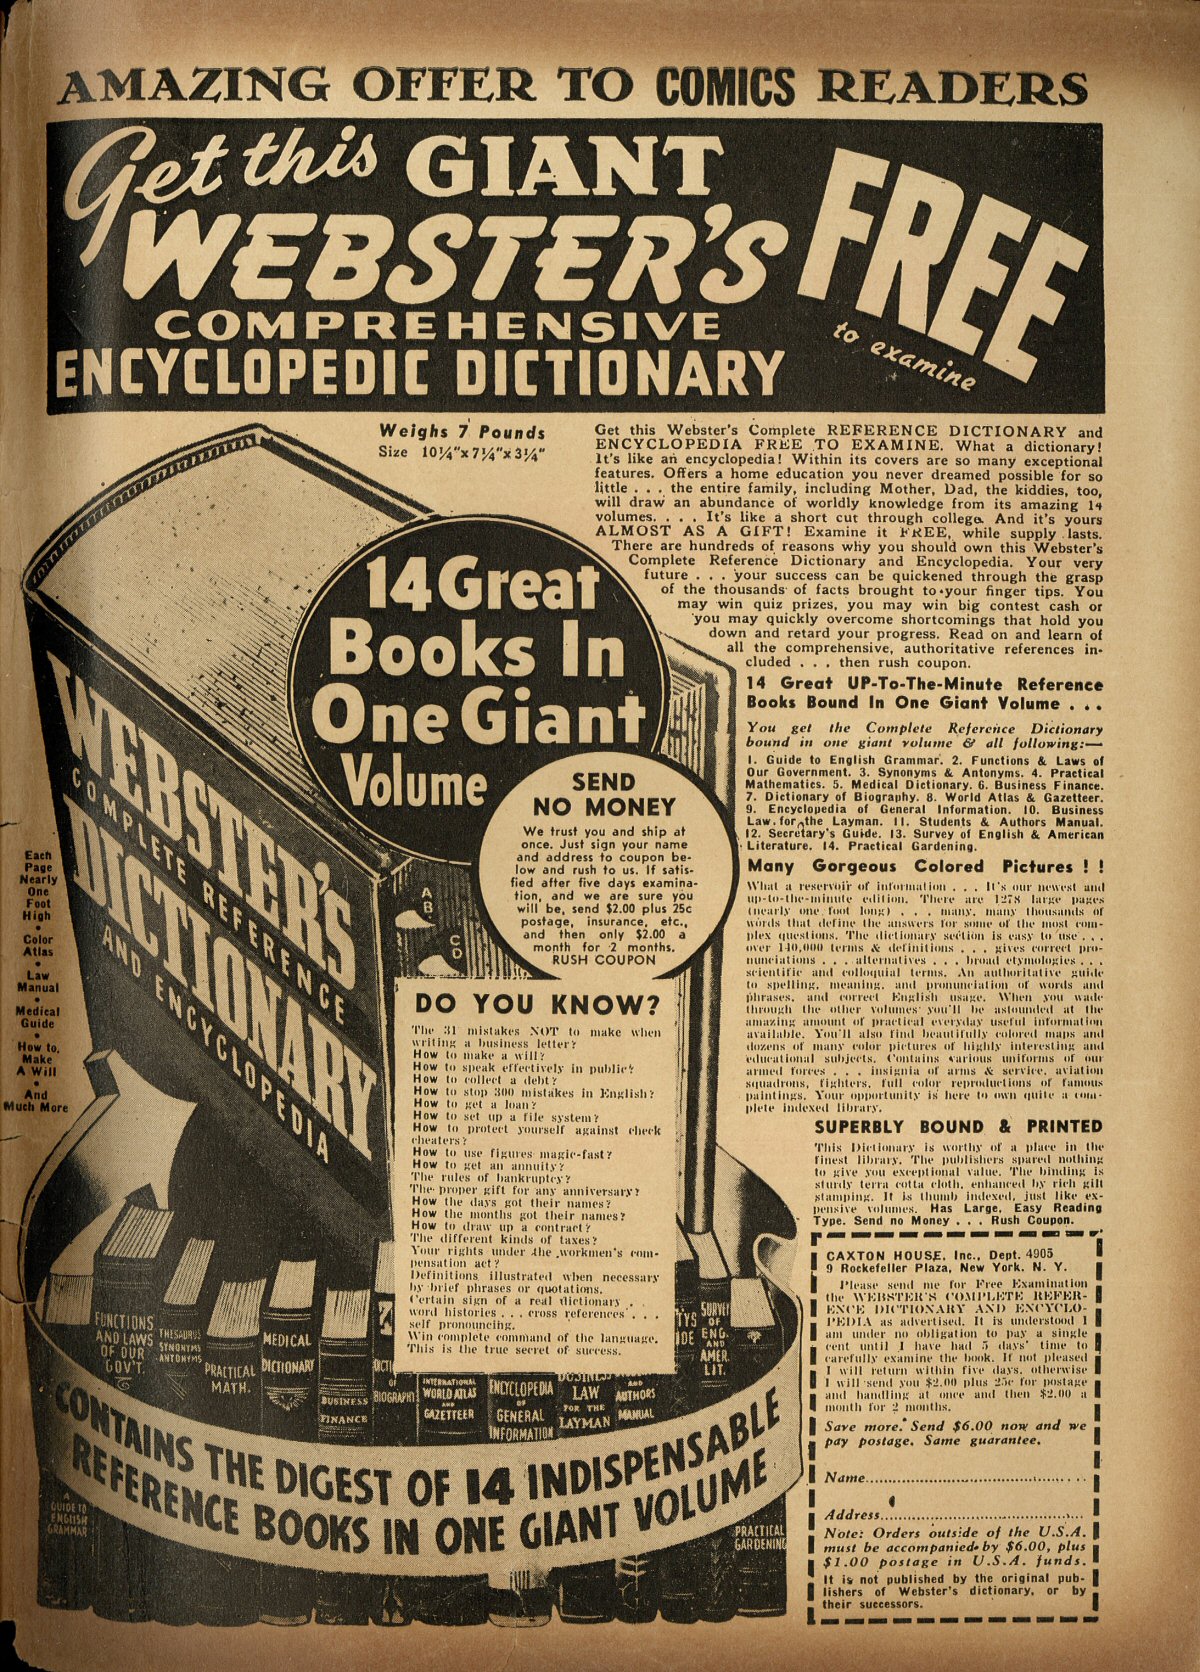 AMAZING OFFER TO COMICS READERS
Get this GIANT
WEBSTER'S
COMPREHENSIVE
ENCYCLOPEDIC DICTIONARY
FREE
to examine
Weighs 7 Pounds
Size 10¼"x7¼"x3¼"
Get this Webster's Complete REFERENCE DICTIONARY and
ENCYCLOPEDIA FREE TO EXAMINE. What a dictionary!
It's like an encyclopedia! Within its covers are so many exceptional
features. Offers a home education you never dreamed possible for so
little . . . the entire family, including Mother, Dad, the kiddies, too,
will draw an abundance of worldly knowledge from its amazing 14
volumes. . . . It's like a short cut through college. And it's yours
ALMOST AS A GIFT! Examine it FREE, while supply lasts.
There are hundreds of reasons why you should own this Webster's
Complete Reference Dictionary and Encyclopedia. Your very
future . . . your success can be quickened through the grasp
of the thousands of facts brought to your finger tips. You
may win quiz prizes, you may win big contest cash or
you may quickly overcome shortcomings that hold you
down and retard your progress. Read on and learn of
all the comprehensive, authoritative references in-
cluded . . . then rush coupon.
14 Great UP-To-The-Minute Reference
Books Bound In One Giant Volume . . .
You get the Complete Reference Dictionary
bound in one giant volume & all following:—
1. Guide to English Grammar. 2. Functions & Laws of
Our Government. 3. Synonyms & Antonyms. 4. Practical
Mathematics. 5. Medical Dictionary. 6. Business Finance.
7. Dictionary of Biography. 8. World Atlas & Gazetteer.
9. Encyclopedia of General Information. 10. Business
Law for the Layman. 11. Students & Authors Manual.
12. Secretary's Guide. 13. Survey of English & American
Literature. 14. Practical Gardening.
Many Gorgeous Colored Pictures ! !
What a reservoir of information . . . It's our newest and
up-to-the-minute edition. There are 1278 large pages
(nearly one foot long) . . . many, many thousands of
words that define the answers for some of the most com-
plex questions. The dictionary section is easy to use . . .
over 140,000 terms & definitions . . . gives correct pro-
nunciations . . . alternatives . . . broad etymologies . . .
scientific and colloquial terms. An authoritative guide
to spelling, meaning, and pronunciation of words and
phrases, and correct English usage. When you wade
through the other volumes you'll be astounded at the
amazing amount of practical everyday useful information
available. You'll also find beautifully colored maps and
dozens of many color pictures of highly interesting and
educational subjects. Contains various uniforms of our
armed forces . . . insignia of arms & service, aviation
squadrons, fighters, full color reproductions of famous
paintings. Your opportunity is here to own quite a com-
plete indexed library.
SUPERBLY BOUND & PRINTED
This Dictionary is worthy of a place in the
finest library. The publishers spared nothing
to give you exceptional value. The binding is
sturdy terra cotta cloth, enhanced by rich gilt
stamping. It is thumb indexed, just like ex-
pensive volumes. Has Large, Easy Reading
Type. Send no Money . . . Rush Coupon.
14 Great
Books In
One Giant
Volume
SEND
NO MONEY
We trust you and ship at
once. Just sign your name
and address to coupon be-
low and rush to us. If satis-
fied after five days examina-
tion, and we are sure you
will be, send $2.00 plus 25c
postage, insurance, etc.,
and then only $2.00 a
month for 2 months.
RUSH COUPON
WEBSTER'S
COMPLETE REFERENCE
DICTIONARY
AND ENCYCLOPEDIA
AB
CD
Each
Page
Nearly
One
Foot
High
•
Color
Atlas
•
Law
Manual
•
Medical
Guide
•
How to
Make
A Will
•
And
Much More
DO YOU KNOW?
The 31 mistakes NOT to make when
writing a business letter?
How to make a will?
How to speak effectively in public?
How to collect a debt?
How to stop 300 mistakes in English?
How to get a loan?
How to set up a file system?
How to protect yourself against check
cheaters?
How to use figures magic-fast?
How to get an annuity?
The rules of bankruptcy?
The proper gift for any anniversary?
How the days got their names?
How the months got their names?
How to draw up a contract?
The different kinds of taxes?
Your rights under the workmen's com-
pensation act?
Definitions illustrated when necessary
by brief phrases or quotations.
Certain sign of a real dictionary . .
word histories . . . cross references . . .
self pronouncing.
Win complete command of the language.
This is the true secret of success.
FUNCTIONS
AND LAWS
OF OUR
GOV'T.
THESAURUS
SYNONYMS
ANTONYMS
PRACTICAL
MATH.
MEDICAL
DICTIONARY
BUSINESS
FINANCE
DICTI
OF
BIOGRAPHY
INTERNATIONAL
WORLD ATLAS
AND
GAZETTEER
ENCYCLOPEDIA
OF
GENERAL
INFORMATION
BUSINESS
LAW
FOR THE
LAYMAN
AND
AUTHORS
MANUAL
TYS
IDE
SURVEY
OF
ENG.
AND
AMER.
LIT.
CONTAINS THE DIGEST OF 14 INDISPENSABLE
REFERENCE BOOKS IN ONE GIANT VOLUME
A
GUIDE TO
ENGLISH
GRAMMAR
PRACTICAL
GARDENING
CAXTON HOUSE, Inc., Dept. 4905
9 Rockefeller Plaza, New York, N. Y.
Please send me for Free Examination
the WEBSTER'S COMPLETE REFER-
ENCE DICTIONARY AND ENCYCLO-
PEDIA as advertised. It is understood I
am under no obligation to pay a single
cent until I have had 5 days' time to
carefully examine the book. If not pleased
I will return within five days, otherwise
I will send you $2.00 plus 25c for postage
and handling at once and then $2.00 a
month for 2 months.
Save more. Send $6.00 now and we
pay postage. Same guarantee.
Name
Address
Note: Orders outside of the U.S.A.
must be accompanied by $6.00, plus
$1.00 postage in U.S.A. funds.
It is not published by the original pub-
lishers of Webster's dictionary, or by
their successors.